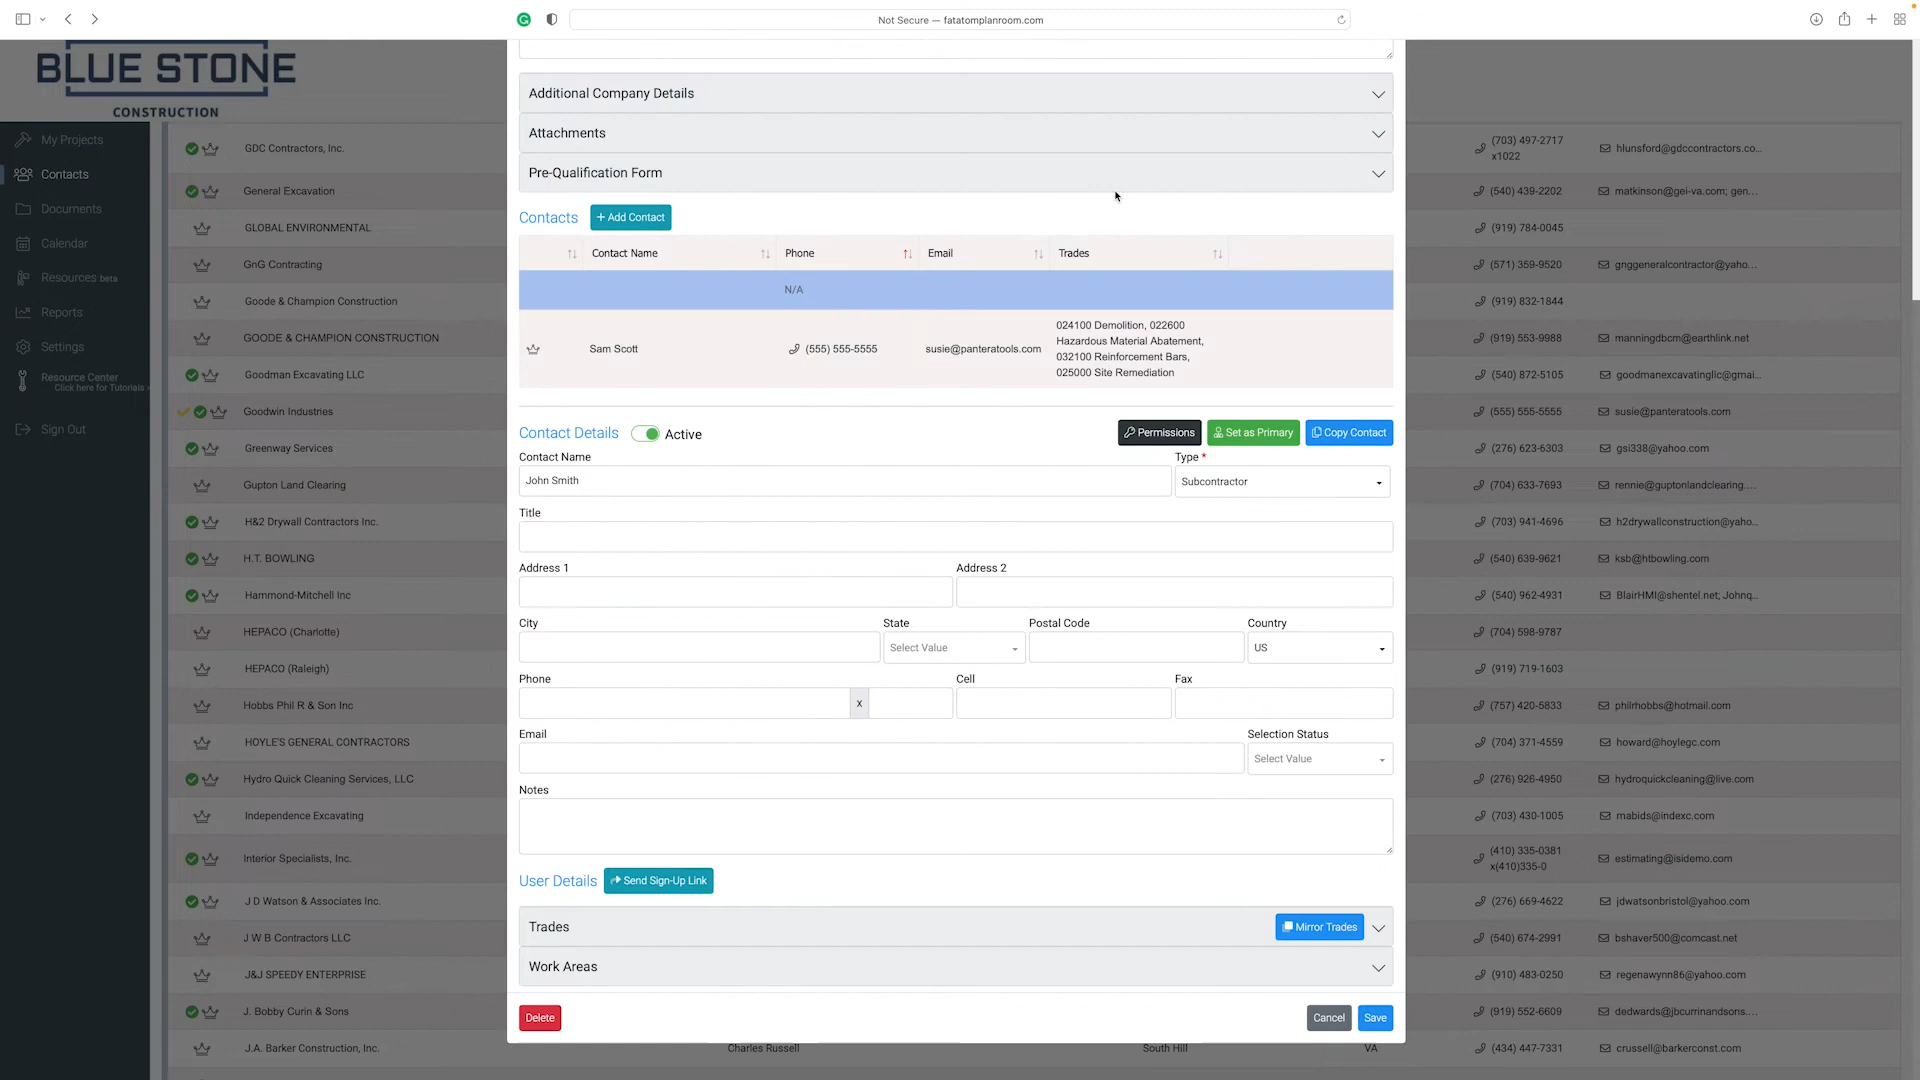 Not Secure — fatatomplanroom.com
BLUE STONE
CONSTRUCTION
My Projects
Contacts
Documents
Calendar
Resources beta
Reports
Settings
Resource Center
Click here for Tutorials »
Sign Out
GDC Contractors, Inc.
General Excavation
GLOBAL ENVIRONMENTAL
GnG Contracting
Goode & Champion Construction
GOODE & CHAMPION CONSTRUCTION
Goodman Excavating LLC
Goodwin Industries
Greenway Services
Gupton Land Clearing
H&2 Drywall Contractors Inc.
H.T. BOWLING
Hammond-Mitchell Inc
HEPACO (Charlotte)
HEPACO (Raleigh)
Hobbs Phil R & Son Inc
HOYLE'S GENERAL CONTRACTORS
Hydro Quick Cleaning Services, LLC
Independence Excavating
Interior Specialists, Inc.
J D Watson & Associates Inc.
J W B Contractors LLC
J&J SPEEDY ENTERPRISE
J. Bobby Curin & Sons
J.A. Barker Construction, Inc. Charles Russell South Hill VA
Additional Company Details
Attachments
Pre-Qualification Form
Contacts + Add Contact
Contact Name Phone Email Trades
N/A
Sam Scott (555) 555-5555 susie@panteratools.com
024100 Demolition, 022600
Hazardous Material Abatement,
032100 Reinforcement Bars,
025000 Site Remediation
Contact Details Active Permissions Set as Primary Copy Contact
Contact Name Type *
John Smith Subcontractor
Title
Address 1 Address 2
City State Postal Code Country
Select Value US
Phone Cell Fax
x
Email Selection Status
Select Value
Notes
User Details Send Sign-Up Link
Trades Mirror Trades
Work Areas
Delete Cancel Save
(703) 497-2717
x1022 hlunsford@gdccontractors.co...
(540) 439-2202 matkinson@gei-va.com; gen...
(919) 784-0045
(571) 359-9520 gnggeneralcontractor@yaho...
(919) 832-1844
(919) 553-9988 manningdbcm@earthlink.net
(540) 872-5105 goodmanexcavatingllc@gmai...
(555) 555-5555 susie@panteratools.com
(276) 623-6303 gsi338@yahoo.com
(704) 633-7693 rennie@guptonlandclearing....
(703) 941-4696 h2drywallconstruction@yaho...
(540) 639-9621 ksb@htbowling.com
(540) 962-4931 BlairHMI@shentel.net; Johnq...
(704) 598-9787
(919) 719-1603
(757) 420-5833 philrhobbs@hotmail.com
(704) 371-4559 howard@hoylegc.com
(276) 926-4950 hydroquickcleaning@live.com
(703) 430-1005 mabids@indexc.com
(410) 335-0381
x(410)335-0 estimating@isidemo.com
(276) 669-4622 jdwatsonbristol@yahoo.com
(540) 674-2991 bshaver500@comcast.net
(910) 483-0250 regenawynn86@yahoo.com
(919) 552-6609 dedwards@jbcurrinandsons....
(434) 447-7331 crussell@barkerconst.com